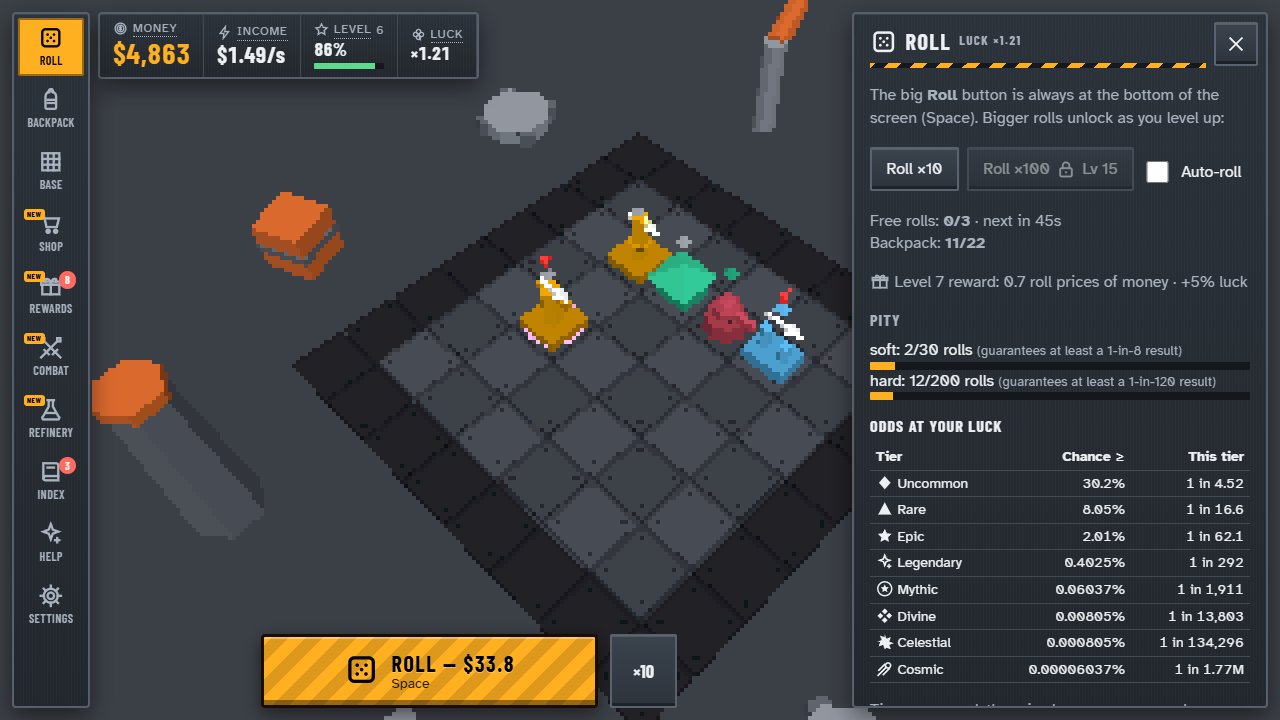 ROLL
BACKPACK
BASE
NEW
SHOP
NEW
8
REWARDS
NEW
COMBAT
NEW
REFINERY
3
INDEX
HELP
SETTINGS
MONEY
$4,863
INCOME
$1.49/s
LEVEL 6
86%
LUCK
×1.21
ROLL — $33.8
Space
×10
ROLL LUCK ×1.21
The big Roll button is always at the bottom of the
screen (Space). Bigger rolls unlock as you level up:
Roll ×10 Roll ×100 Lv 15 Auto-roll
Free rolls: 0/3 · next in 45s
Backpack: 11/22
Level 7 reward: 0.7 roll prices of money · +5% luck
PITY
soft: 2/30 rolls (guarantees at least a 1-in-8 result)
hard: 12/200 rolls (guarantees at least a 1-in-120 result)
ODDS AT YOUR LUCK
Tier Chance ≥ This tier
Uncommon 30.2% 1 in 4.52
Rare 8.05% 1 in 16.6
Epic 2.01% 1 in 62.1
Legendary 0.4025% 1 in 292
Mythic 0.06037% 1 in 1,911
Divine 0.00805% 1 in 13,803
Celestial 0.000805% 1 in 134,296
Cosmic 0.00006037% 1 in 1.77M